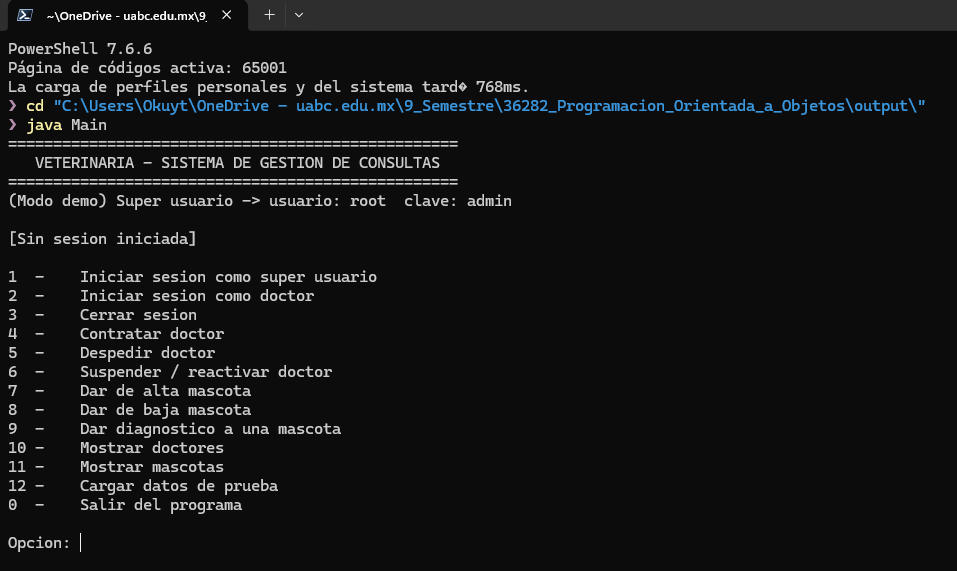 ~\OneDrive - uabc.edu.mx\9_
PowerShell 7.6.6
Página de códigos activa: 65001
La carga de perfiles personales y del sistema tard� 768ms.
❯ cd "C:\Users\Okuyt\OneDrive - uabc.edu.mx\9_Semestre\36282_Programacion_Orientada_a_Objetos\output\"
❯ java Main
==================================================
VETERINARIA - SISTEMA DE GESTION DE CONSULTAS
==================================================
(Modo demo) Super usuario -> usuario: root  clave: admin
[Sin sesion iniciada]
1  -    Iniciar sesion como super usuario
2  -    Iniciar sesion como doctor
3  -    Cerrar sesion
4  -    Contratar doctor
5  -    Despedir doctor
6  -    Suspender / reactivar doctor
7  -    Dar de alta mascota
8  -    Dar de baja mascota
9  -    Dar diagnostico a una mascota
10 -    Mostrar doctores
11 -    Mostrar mascotas
12 -    Cargar datos de prueba
0  -    Salir del programa
Opcion: